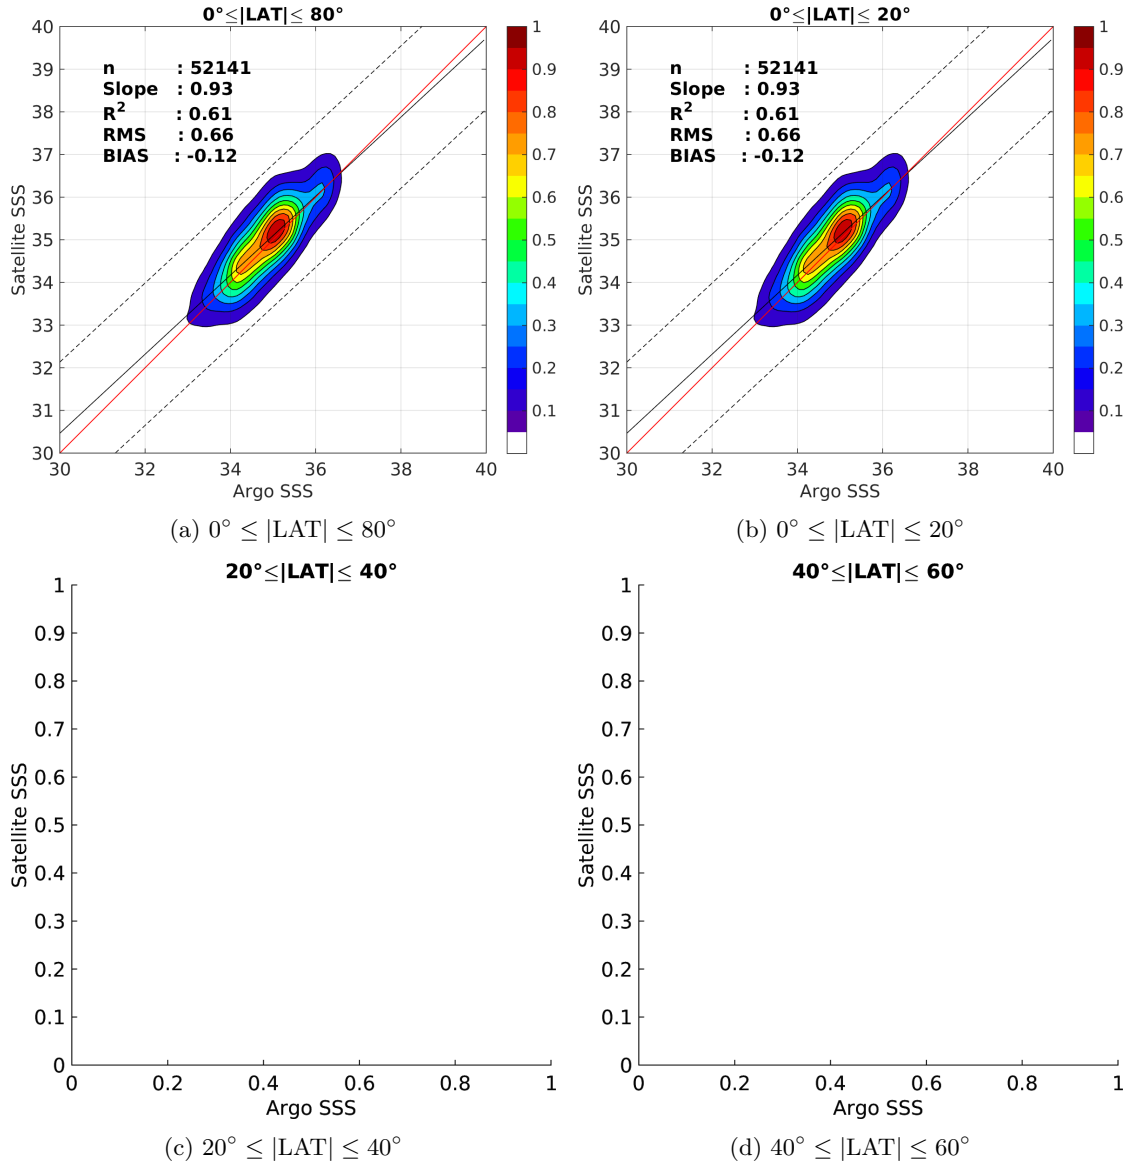 0°≤|LAT|≤ 80°
40
39
38
37
36
35
34
33
32
31
30
Satellite SSS
n : 52141
Slope : 0.93
R² : 0.61
RMS : 0.66
BIAS : -0.12
30 32 34 36 38 40
Argo SSS
1
0.9
0.8
0.7
0.6
0.5
0.4
0.3
0.2
0.1
(a) 0° ≤ |LAT| ≤ 80°
0°≤|LAT|≤ 20°
40
39
38
37
36
35
34
33
32
31
30
Satellite SSS
n : 52141
Slope : 0.93
R² : 0.61
RMS : 0.66
BIAS : -0.12
30 32 34 36 38 40
Argo SSS
1
0.9
0.8
0.7
0.6
0.5
0.4
0.3
0.2
0.1
(b) 0° ≤ |LAT| ≤ 20°
20°≤|LAT|≤ 40°
1
0.9
0.8
0.7
0.6
0.5
0.4
0.3
0.2
0.1
0
Satellite SSS
0 0.2 0.4 0.6 0.8 1
Argo SSS
(c) 20° ≤ |LAT| ≤ 40°
40°≤|LAT|≤ 60°
1
0.9
0.8
0.7
0.6
0.5
0.4
0.3
0.2
0.1
0
Satellite SSS
0 0.2 0.4 0.6 0.8 1
Argo SSS
(d) 40° ≤ |LAT| ≤ 60°